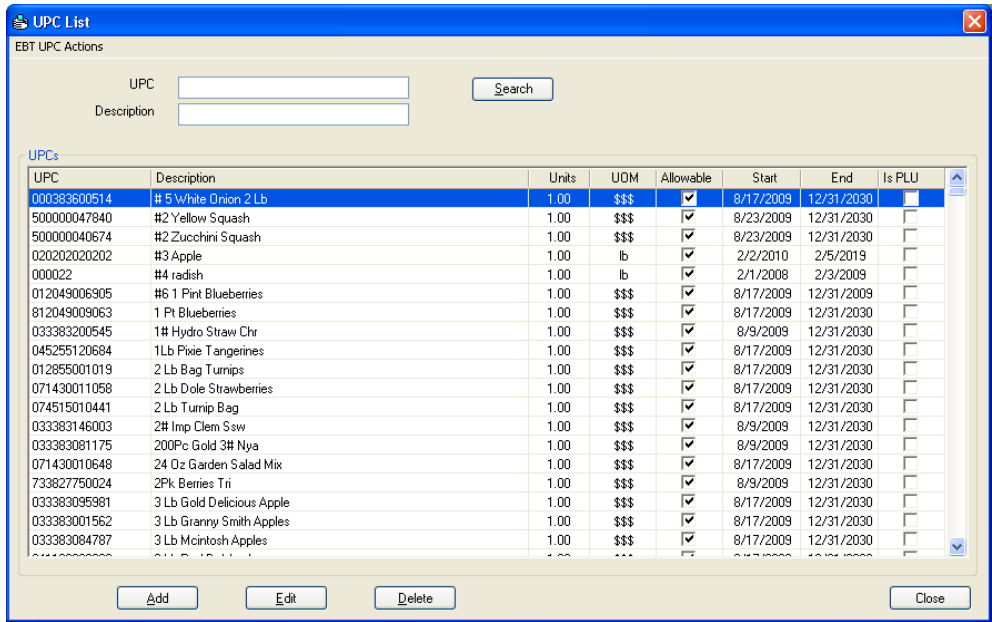 UPC List
EBT UPC Actions
UPC
Search
Description
UPCs
UPC Description Units UOM Allowable Start End Is PLU
000383600514 # 5 White Onion 2 Lb 1.00 $$$ 8/17/2009 12/31/2030
500000047840 #2 Yellow Squash 1.00 $$$ 8/23/2009 12/31/2030
500000040674 #2 Zucchini Squash 1.00 $$$ 8/23/2009 12/31/2030
020202020202 #3 Apple 1.00 lb 2/2/2010 2/5/2019
000022 #4 radish 1.00 lb 2/1/2008 2/3/2009
012049006905 #6 1 Pint Blueberries 1.00 $$$ 8/17/2009 12/31/2009
812049009063 1 Pt Blueberries 1.00 $$$ 8/17/2009 12/31/2030
033383200545 1# Hydro Straw Chr 1.00 $$$ 8/9/2009 12/31/2030
045255120684 1Lb Pixie Tangerines 1.00 $$$ 8/17/2009 12/31/2030
012855001019 2 Lb Bag Turnips 1.00 $$$ 8/17/2009 12/31/2030
071430011058 2 Lb Dole Strawberries 1.00 $$$ 8/17/2009 12/31/2030
074515010441 2 Lb Turnip Bag 1.00 $$$ 8/17/2009 12/31/2030
033383146003 2# Imp Clem Ssw 1.00 $$$ 8/9/2009 12/31/2030
033383081175 200Pc Gold 3# Nya 1.00 $$$ 8/9/2009 12/31/2030
071430010648 24 Oz Garden Salad Mix 1.00 $$$ 8/17/2009 12/31/2030
733827750024 2Pk Berries Tri 1.00 $$$ 8/9/2009 12/31/2030
033383095981 3 Lb Gold Delicious Apple 1.00 $$$ 8/17/2009 12/31/2030
033383001562 3 Lb Granny Smith Apples 1.00 $$$ 8/17/2009 12/31/2030
033383084787 3 Lb Mcintosh Apples 1.00 $$$ 8/17/2009 12/31/2030
Add Edit Delete Close